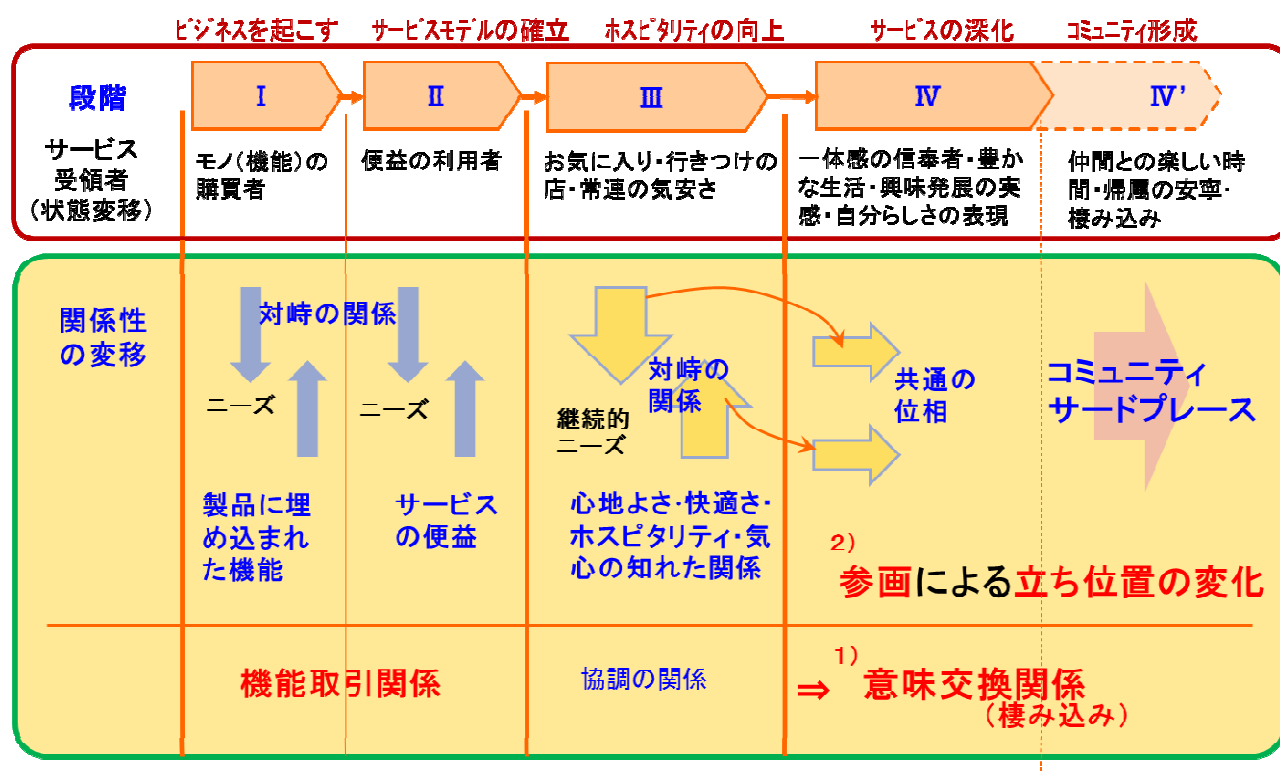 ビジネスを起こす
サービスモデルの確立
ホスピタリティの向上
サービスの深化
コミュニティ形成
段階
Ⅰ
Ⅱ
Ⅲ
Ⅳ
Ⅳ'
サービス
受領者
(状態変移)
モノ(機能)の
購買者
便益の利用者
お気に入り・行きつけの
店・常連の気安さ
一体感の信奉者・豊か
な生活・興味発展の実
感・自分らしさの表現
仲間との楽しい時
間・帰属の安寧・
棲み込み
関係性
の変移
対峙の関係
ニーズ
ニーズ
製品に埋
め込まれ
た機能
サービス
の便益
対峙の
関係
継続的
ニーズ
心地よさ・快適さ・
ホスピタリティ・気
心の知れた関係
共通の
位相
コミュニティ
サードプレース
2)
参画による立ち位置の変化
機能取引関係
協調の関係
⇒
1)
意味交換関係
(棲み込み)